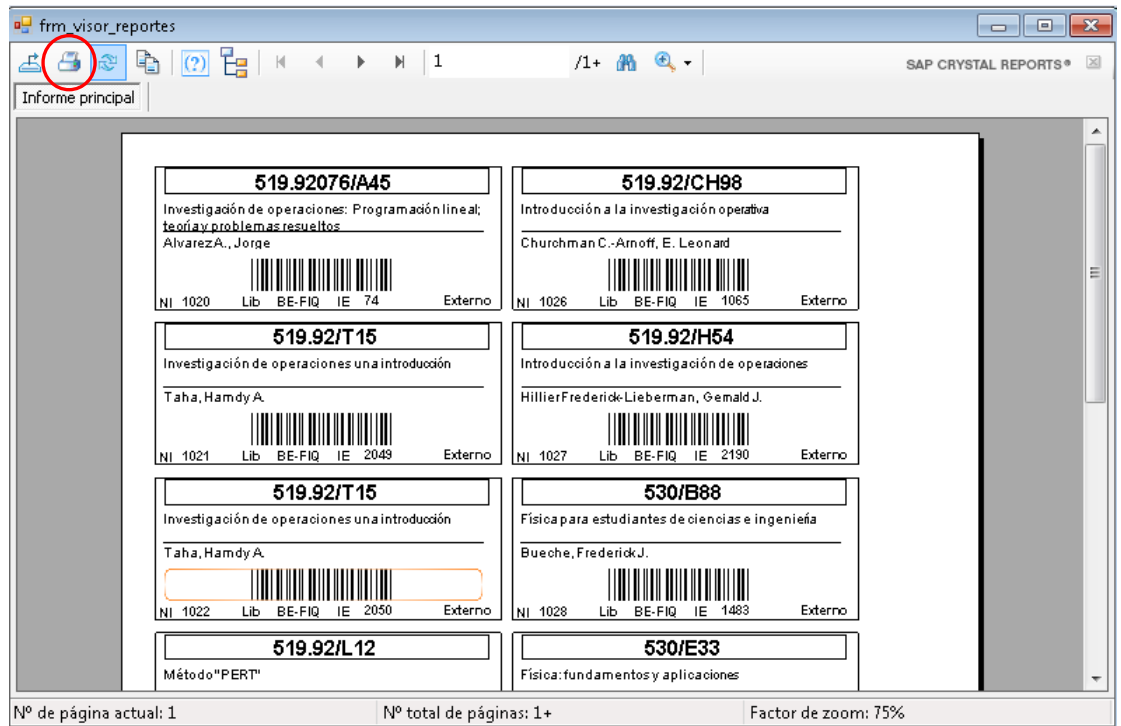 frm_visor_reportes
1 /1+ SAP CRYSTAL REPORTS®
Informe principal
519.92076/A45
Investigación de operaciones: Programación lineal;
teoría y problemas resueltos
Alvarez A., Jorge
NI 1020 Lib BE-FIQ IE 74 Externo
519.92/CH98
Introducción a la investigación operativa
Churchman C.-Arnoff, E. Leonard
NI 1026 Lib BE-FIQ IE 1065 Externo
519.92/T15
Investigación de operaciones una introducción
Taha, Hamdy A.
NI 1021 Lib BE-FIQ IE 2049 Externo
519.92/H54
Introducción a la investigación de operaciones
Hillier Frederick-Lieberman, Gemald J.
NI 1027 Lib BE-FIQ IE 2190 Externo
519.92/T15
Investigación de operaciones una introducción
Taha, Hamdy A.
NI 1022 Lib BE-FIQ IE 2050 Externo
530/B88
Física para estudiantes de ciencias e ingeniería
Bueche, Frederick J.
NI 1028 Lib BE-FIQ IE 1483 Externo
519.92/L12
Método "PERT"
530/E33
Física: fundamentos y aplicaciones
Nº de página actual: 1 Nº total de páginas: 1+ Factor de zoom: 75%